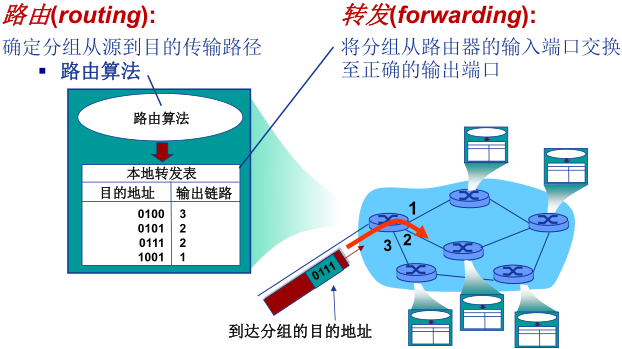 路由(routing):
确定分组从源到目的传输路径
▪ 路由算法
转发(forwarding):
将分组从路由器的输入端口交换
至正确的输出端口
路由算法
本地转发表
目的地址 输出链路
0100 3
0101 2
0111 2
1001 1
1
2
3
0111
到达分组的目的地址